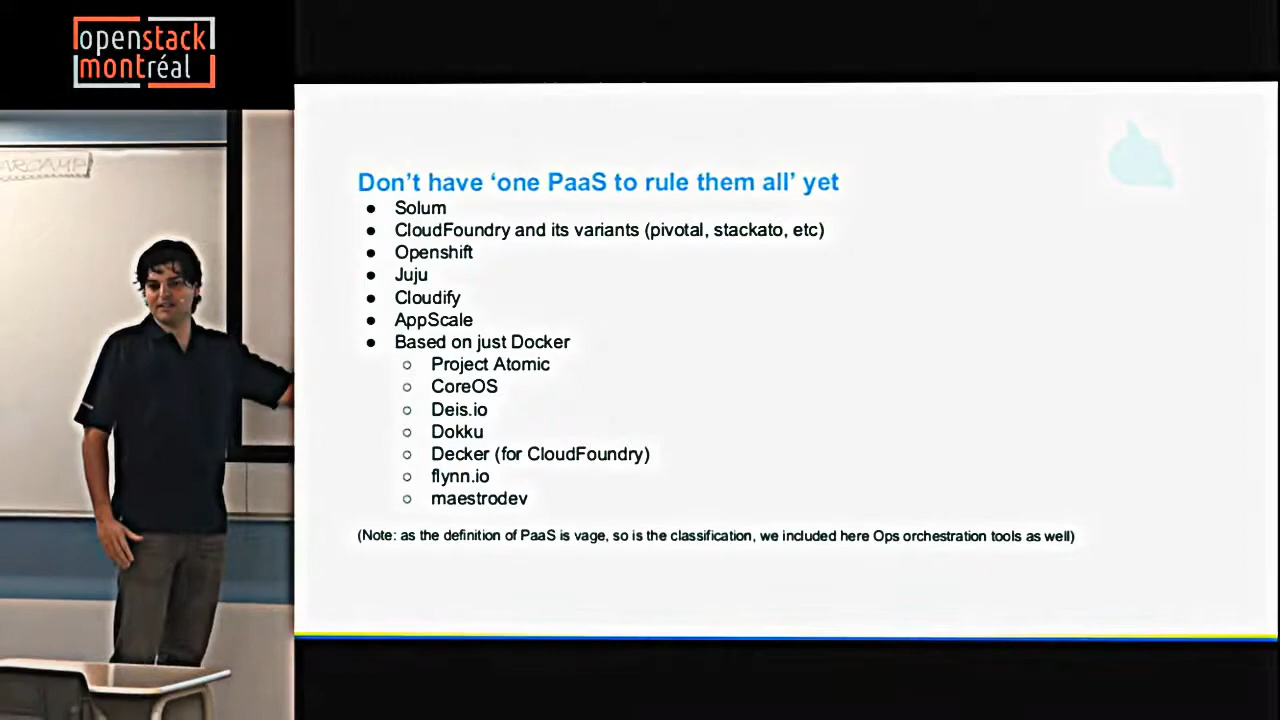 openstack
montréal
ARCAMP
Don't have 'one PaaS to rule them all' yet
● Solum
● CloudFoundry and its variants (pivotal, stackato, etc)
● Openshift
● Juju
● Cloudify
● AppScale
● Based on just Docker
○ Project Atomic
○ CoreOS
○ Deis.io
○ Dokku
○ Decker (for CloudFoundry)
○ flynn.io
○ maestrodev
(Note: as the definition of PaaS is vage, so is the classification, we included here Ops orchestration tools as well)